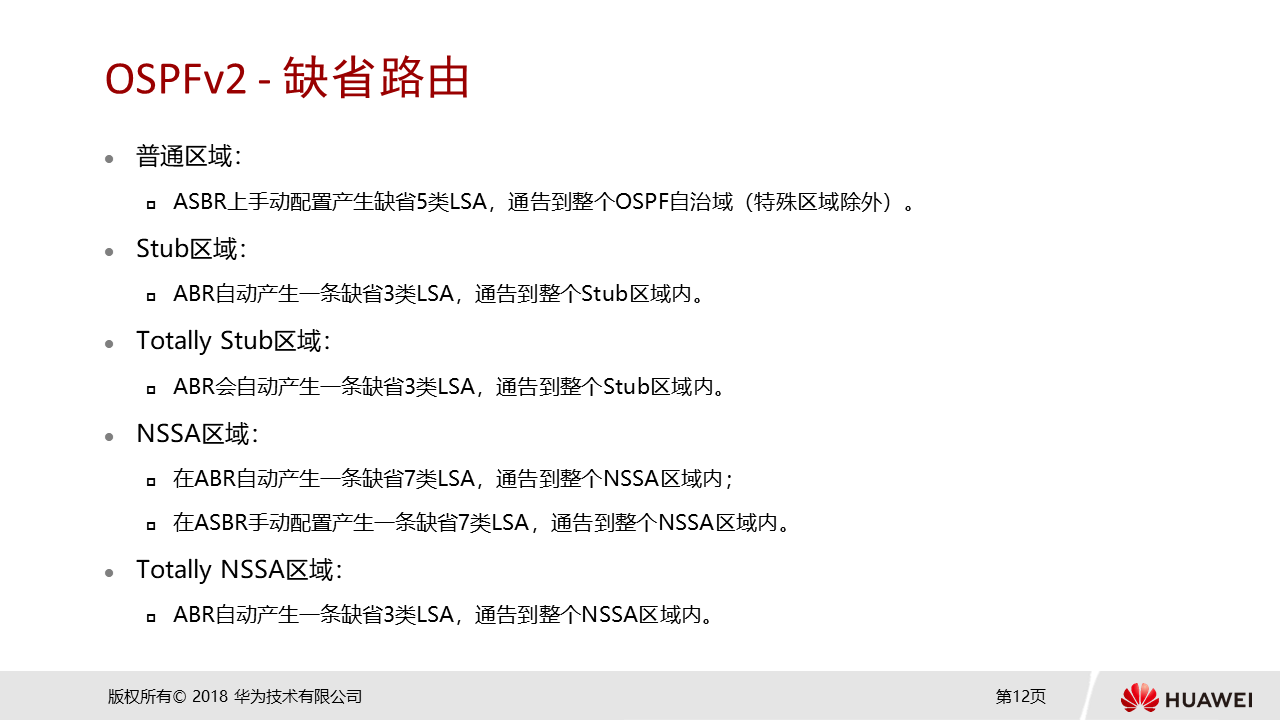 OSPFv2 - 缺省路由
普通区域：
ASBR上手动配置产生缺省5类LSA，通告到整个OSPF自治域（特殊区域除外）。
Stub区域：
ABR自动产生一条缺省3类LSA，通告到整个Stub区域内。
Totally Stub区域：
ABR会自动产生一条缺省3类LSA，通告到整个Stub区域内。
NSSA区域：
在ABR自动产生一条缺省7类LSA，通告到整个NSSA区域内；
在ASBR手动配置产生一条缺省7类LSA，通告到整个NSSA区域内。
Totally NSSA区域：
ABR自动产生一条缺省3类LSA，通告到整个NSSA区域内。
版权所有© 2018 华为技术有限公司
第12页
HUAWEI